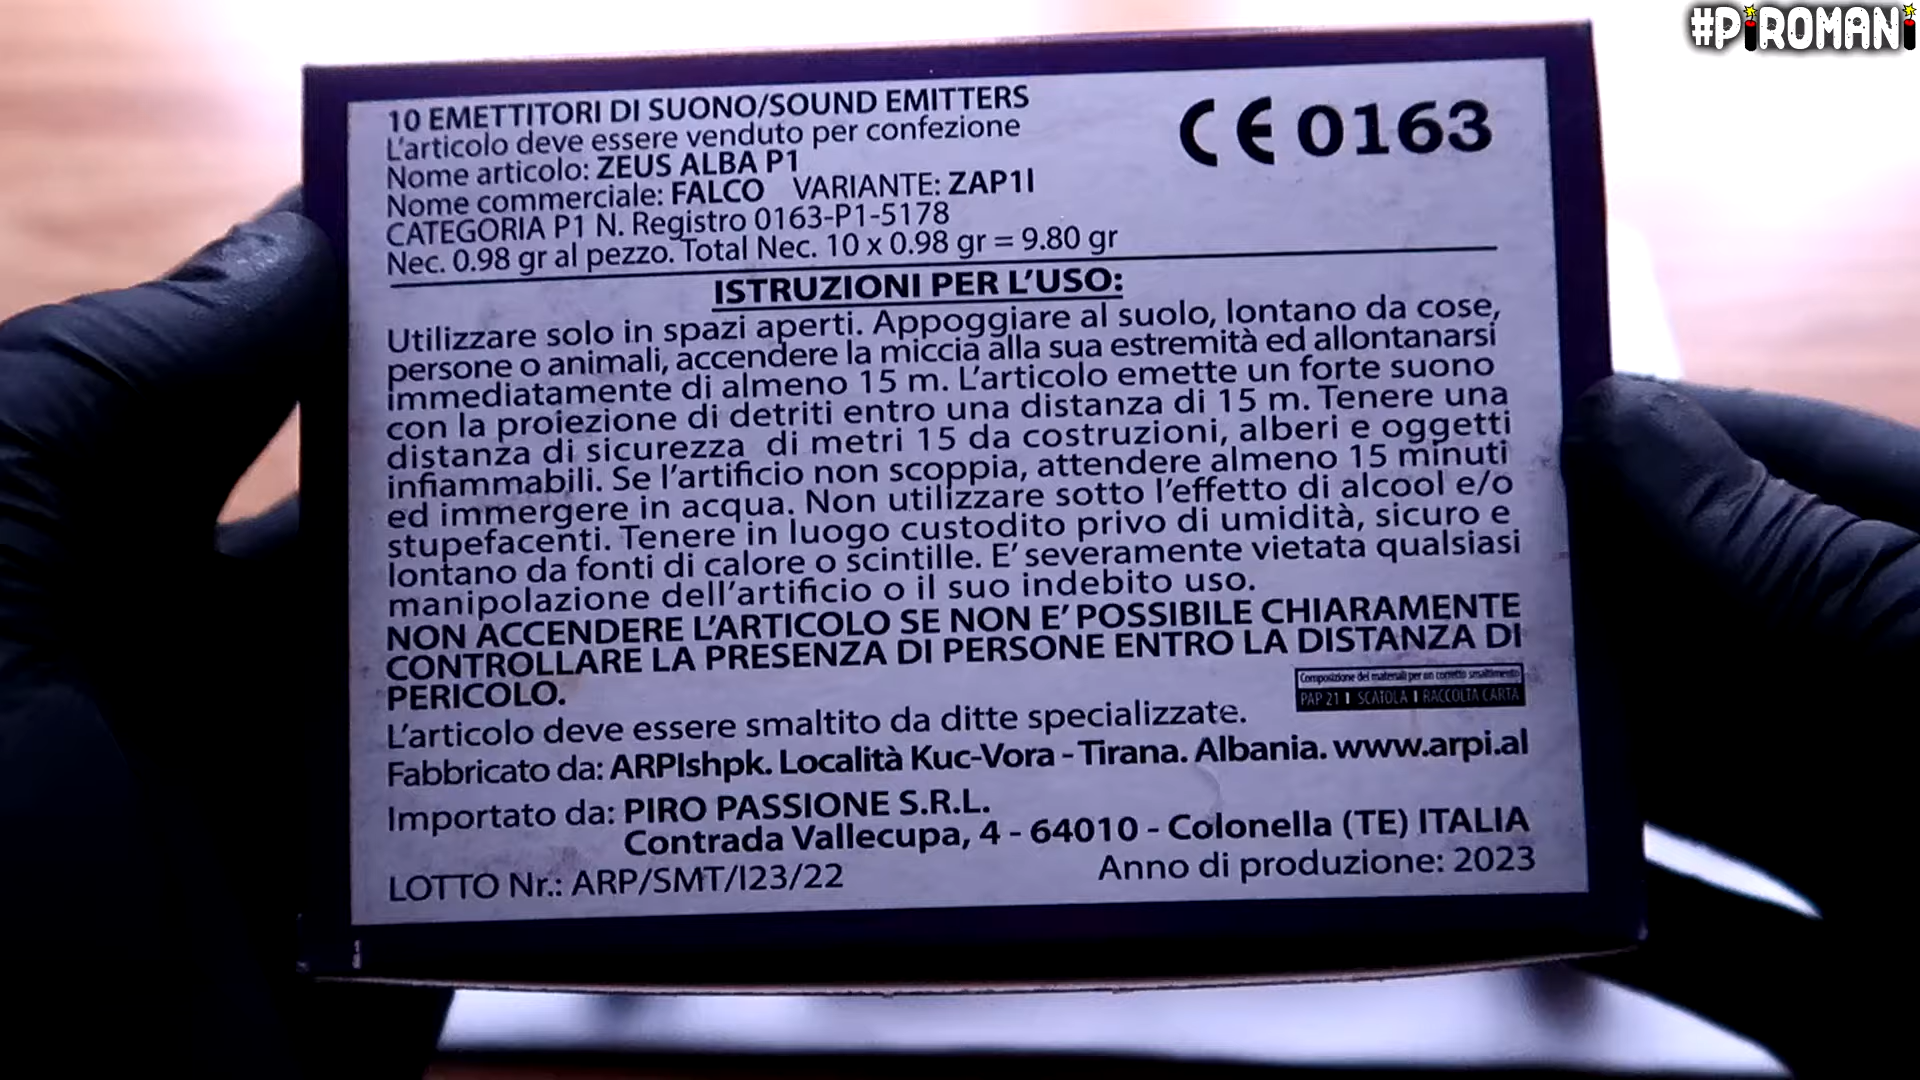 #PIROMANI
10 EMETTITORI DI SUONO/SOUND EMITTERS
L'articolo deve essere venduto per confezione
Nome articolo: ZEUS ALBA P1
Nome commerciale: FALCO VARIANTE: ZAP1I
CATEGORIA P1 N. Registro 0163-P1-5178
Nec. 0.98 gr al pezzo. Total Nec. 10 x 0.98 gr = 9.80 gr
CE 0163
ISTRUZIONI PER L'USO:
Utilizzare solo in spazi aperti. Appoggiare al suolo, lontano da cose,
persone o animali, accendere la miccia alla sua estremità ed allontanarsi
immediatamente di almeno 15 m. L'articolo emette un forte suono
con la proiezione di detriti entro una distanza di 15 m. Tenere una
distanza di sicurezza di metri 15 da costruzioni, alberi e oggetti
infiammabili. Se l'artificio non scoppia, attendere almeno 15 minuti
ed immergere in acqua. Non utilizzare sotto l'effetto di alcool e/o
stupefacenti. Tenere in luogo custodito privo di umidità, sicuro e
lontano da fonti di calore o scintille. E' severamente vietata qualsiasi
manipolazione dell'artificio o il suo indebito uso.
NON ACCENDERE L'ARTICOLO SE NON E' POSSIBILE CHIARAMENTE
CONTROLLARE LA PRESENZA DI PERSONE ENTRO LA DISTANZA DI
PERICOLO.
Composizione dei materiali per un corretto smaltimento
PAP 21 | SCATOLA | RACCOLTA CARTA
L'articolo deve essere smaltito da ditte specializzate.
Fabbricato da: ARPIshpk. Località Kuc-Vora - Tirana. Albania. www.arpi.al
Importato da: PIRO PASSIONE S.R.L.
Contrada Vallecupa, 4 - 64010 - Colonella (TE) ITALIA
LOTTO Nr.: ARP/SMT/I23/22 Anno di produzione: 2023